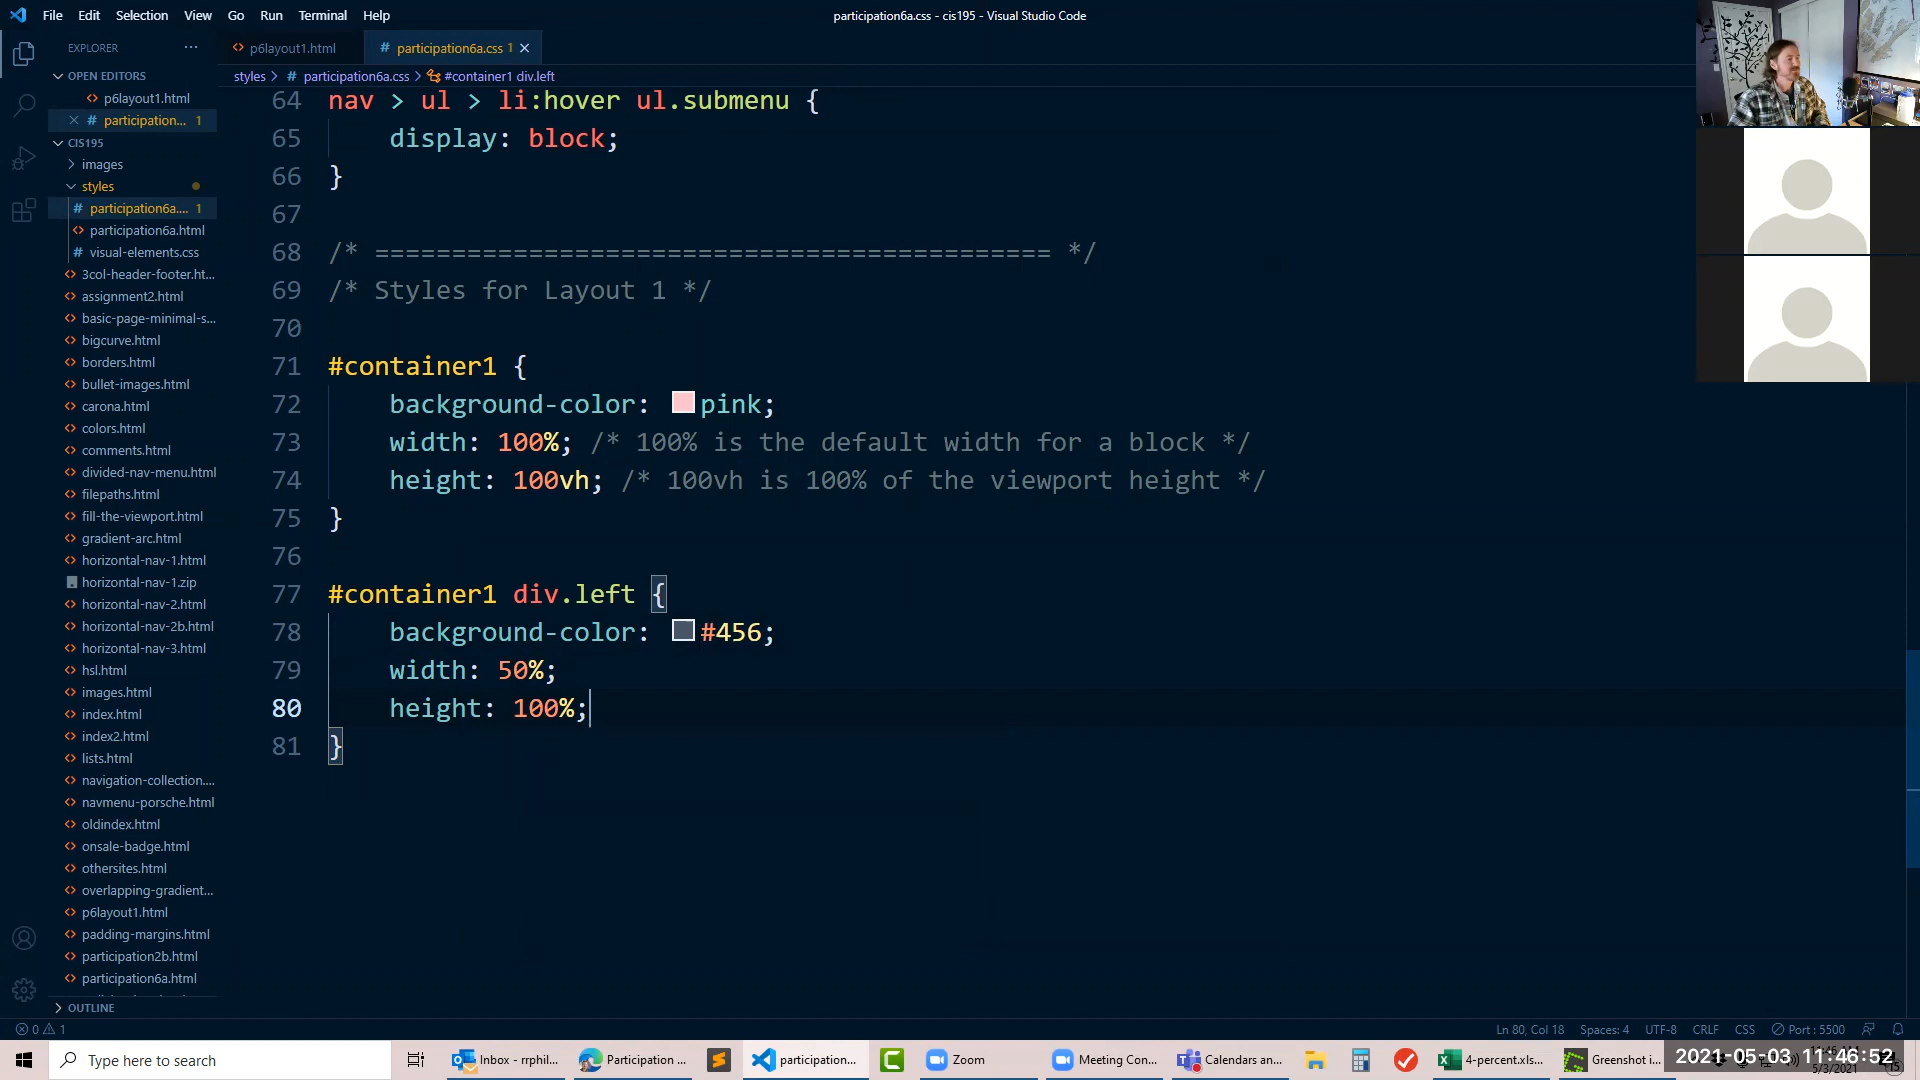 File Edit Selection View Go Run Terminal Help
participation6a.css - cis195 - Visual Studio Code
EXPLORER ···
p6layout1.html
# participation6a.css 1
styles > # participation6a.css > #container1 div.left
OPEN EDITORS
p6layout1.html
# participation... 1
CIS195
images
styles
# participation6a.... 1
participation6a.html
# visual-elements.css
3col-header-footer.ht...
assignment2.html
basic-page-minimal-s...
bigcurve.html
borders.html
bullet-images.html
carona.html
colors.html
comments.html
divided-nav-menu.html
filepaths.html
fill-the-viewport.html
gradient-arc.html
horizontal-nav-1.html
horizontal-nav-1.zip
horizontal-nav-2.html
horizontal-nav-2b.html
horizontal-nav-3.html
hsl.html
images.html
index.html
index2.html
lists.html
navigation-collection....
navmenu-porsche.html
oldindex.html
onsale-badge.html
othersites.html
overlapping-gradient...
p6layout1.html
padding-margins.html
participation2b.html
participation6a.html
OUTLINE
64 nav > ul > li:hover ul.submenu {
65 display: block;
66 }
67
68 /* ============================================ */
69 /* Styles for Layout 1 */
70
71 #container1 {
72 background-color: pink;
73 width: 100%; /* 100% is the default width for a block */
74 height: 100vh; /* 100vh is 100% of the viewport height */
75 }
76
77 #container1 div.left {
78 background-color: #456;
79 width: 50%;
80 height: 100%;
81 }
0 1
Ln 80, Col 18 Spaces: 4 UTF-8 CRLF CSS Port : 5500
Type here to search
Inbox - rrphil...
Participation ...
participation...
Zoom
Meeting Con...
Calendars an...
4-percent.xls...
Greenshot i...
2021-05-03 11:46:52
5/3/2021
15